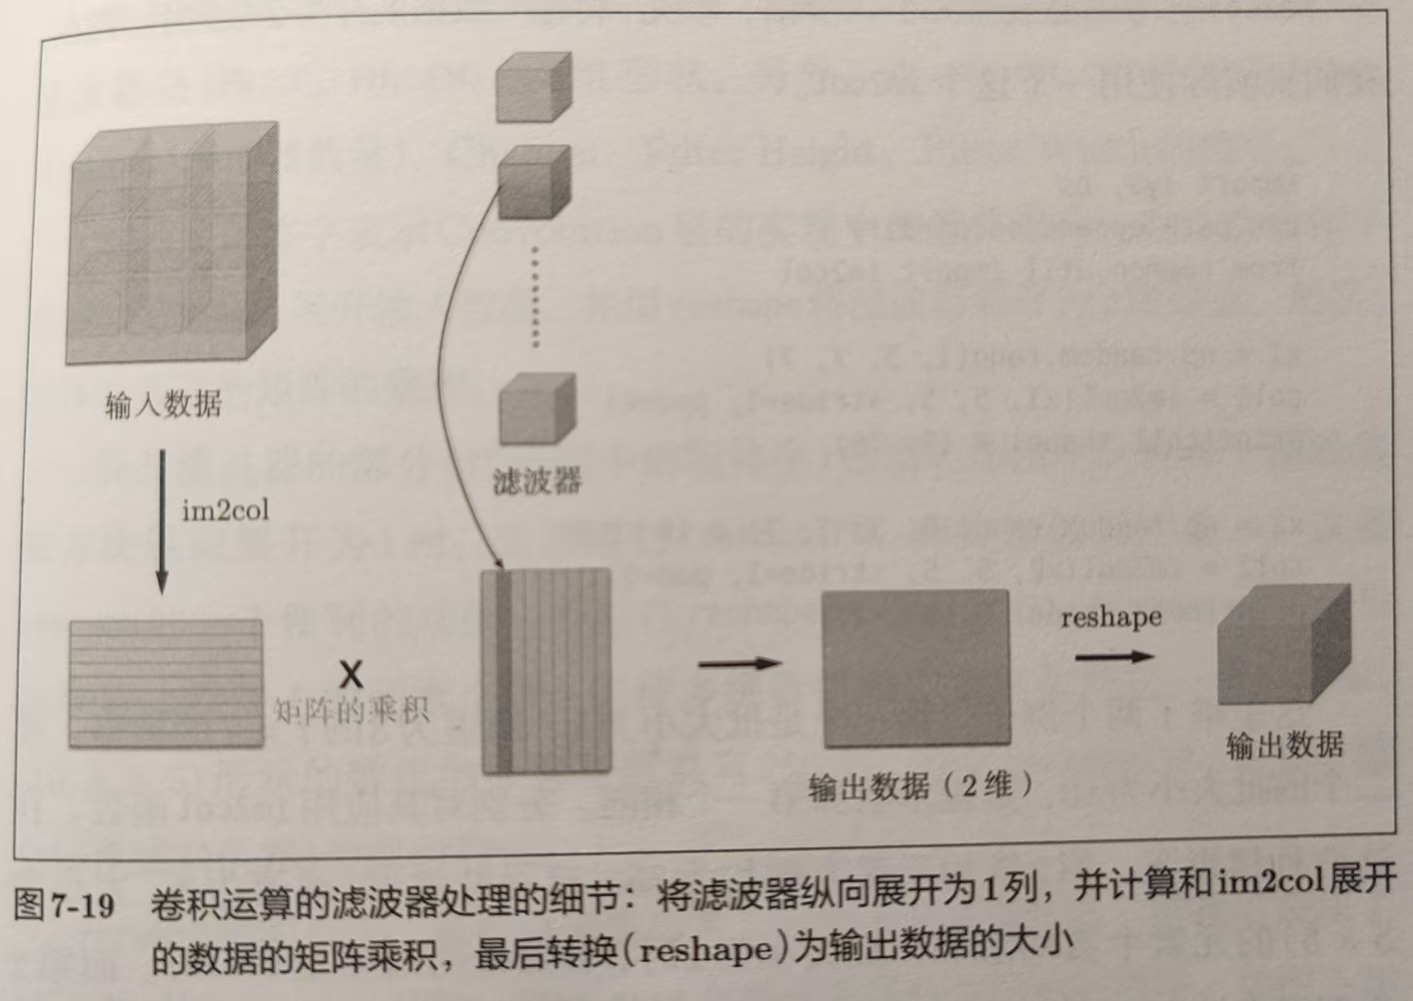 输入数据
im2col
滤波器
X
矩阵的乘积
reshape
输出数据（2维）
输出数据
图7-19 卷积运算的滤波器处理的细节：将滤波器纵向展开为1列，并计算和im2col展开
的数据的矩阵乘积，最后转换（reshape）为输出数据的大小